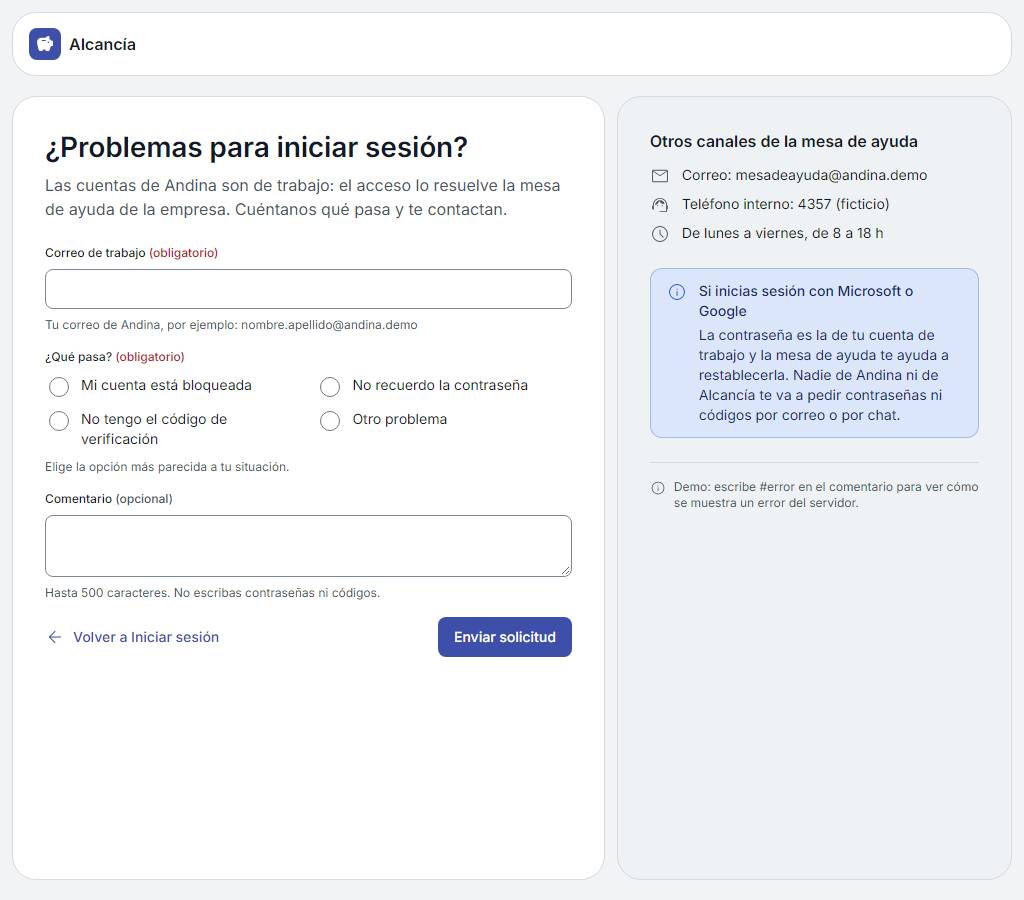 Alcancía
¿Problemas para iniciar sesión?
Las cuentas de Andina son de trabajo: el acceso lo resuelve la mesa
de ayuda de la empresa. Cuéntanos qué pasa y te contactan.
Correo de trabajo (obligatorio)
Tu correo de Andina, por ejemplo: nombre.apellido@andina.demo
¿Qué pasa? (obligatorio)
Mi cuenta está bloqueada
No recuerdo la contraseña
No tengo el código de
verificación
Otro problema
Elige la opción más parecida a tu situación.
Comentario (opcional)
Hasta 500 caracteres. No escribas contraseñas ni códigos.
Volver a Iniciar sesión
Enviar solicitud
Otros canales de la mesa de ayuda
Correo: mesadeayuda@andina.demo
Teléfono interno: 4357 (ficticio)
De lunes a viernes, de 8 a 18 h
Si inicias sesión con Microsoft o
Google
La contraseña es la de tu cuenta de
trabajo y la mesa de ayuda te ayuda a
restablecerla. Nadie de Andina ni de
Alcancía te va a pedir contraseñas ni
códigos por correo o por chat.
Demo: escribe #error en el comentario para ver cómo
se muestra un error del servidor.